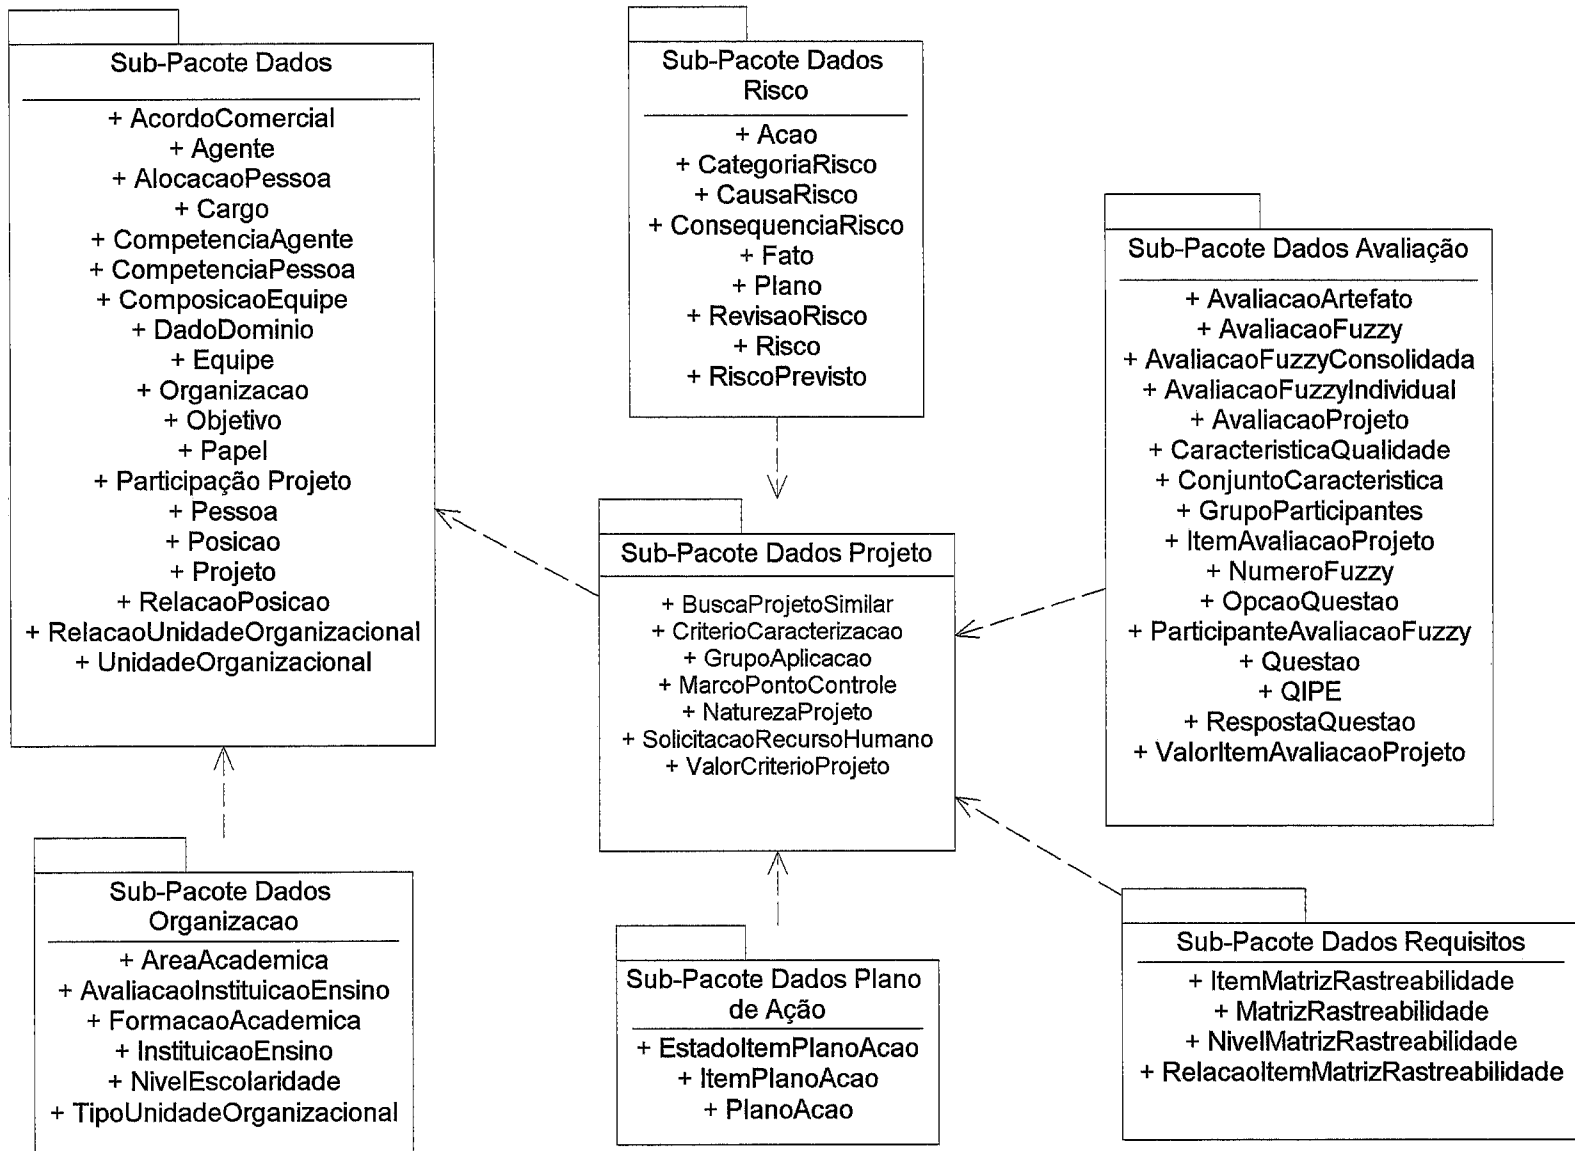 Sub-Pacote Dados
+ AcordoComercial
+ Agente
+ AlocacaoPessoa
+ Cargo
+ CompetenciaAgente
+ CompetenciaPessoa
+ ComposicaoEquipe
+ DadoDominio
+ Equipe
+ Organizacao
+ Objetivo
+ Papel
+ Participação Projeto
+ Pessoa
+ Posicao
+ Projeto
+ RelacaoPosicao
+ RelacaoUnidadeOrganizacional
+ UnidadeOrganizacional
Sub-Pacote Dados
Risco
+ Acao
+ CategoriaRisco
+ CausaRisco
+ ConsequenciaRisco
+ Fato
+ Plano
+ RevisaoRisco
+ Risco
+ RiscoPrevisto
Sub-Pacote Dados Avaliação
+ AvaliacaoArtefato
+ AvaliacaoFuzzy
+ AvaliacaoFuzzyConsolidada
+ AvaliacaoFuzzyIndividual
+ AvaliacaoProjeto
+ CaracteristicaQualidade
+ ConjuntoCaracteristica
+ GrupoParticipantes
+ ItemAvaliacaoProjeto
+ NumeroFuzzy
+ OpcaoQuestao
+ ParticipanteAvaliacaoFuzzy
+ Questao
+ QIPE
+ RespostaQuestao
+ ValorItemAvaliacaoProjeto
Sub-Pacote Dados Projeto
+ BuscaProjetoSimilar
+ CriterioCaracterizacao
+ GrupoAplicacao
+ MarcoPontoControle
+ NaturezaProjeto
+ SolicitacaoRecursoHumano
+ ValorCriterioProjeto
Sub-Pacote Dados
Organizacao
+ AreaAcademica
+ AvaliacaoInstituicaoEnsino
+ FormacaoAcademica
+ InstituicaoEnsino
+ NivelEscolaridade
+ TipoUnidadeOrganizacional
Sub-Pacote Dados Plano
de Ação
+ EstadoItemPlanoAcao
+ ItemPlanoAcao
+ PlanoAcao
Sub-Pacote Dados Requisitos
+ ItemMatrizRastreabilidade
+ MatrizRastreabilidade
+ NivelMatrizRastreabilidade
+ RelacaoItemMatrizRastreabilidade